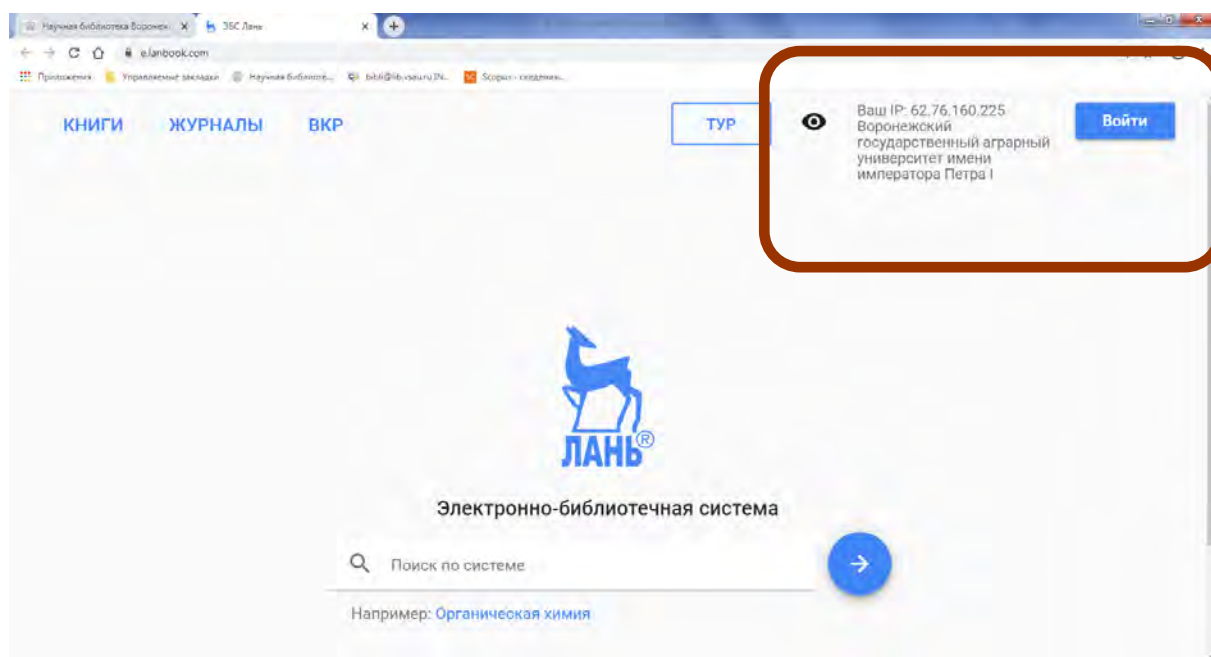 Научная библиотека Воронеж
ЭБС Лань
e.lanbook.com
Приложения
Управляемые закладки
Научная библиоте...
Scopus -
КНИГИ
ЖУРНАЛЫ
ВКР
ТУР
Ваш IP: 62.76.160.225
Воронежский
государственный аграрный
университет имени
императора Петра I
Войти
ЛАНЬ®
Электронно-библиотечная система
Поиск по системе
Например: Органическая химия